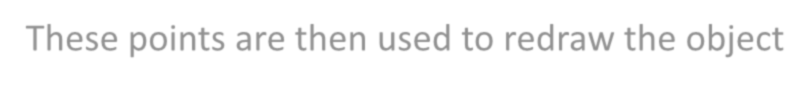 These points are then used to redraw the object